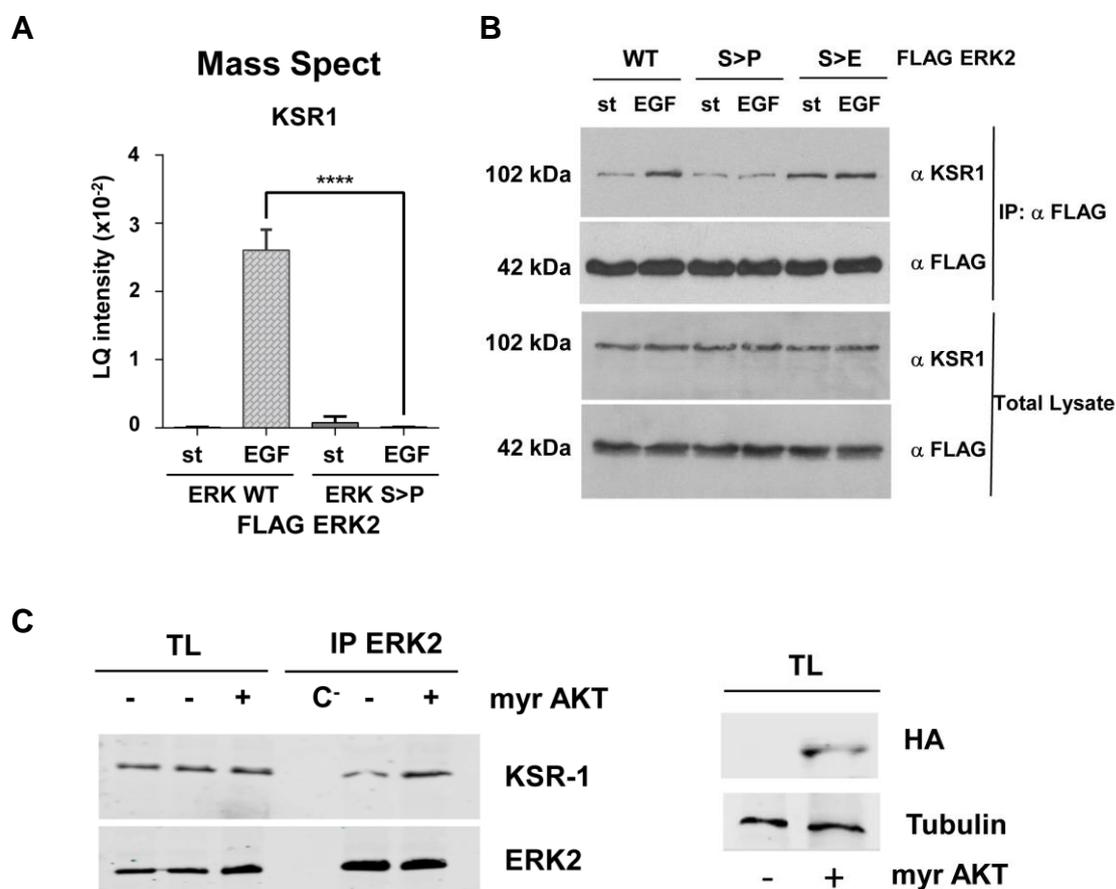 A
Mass Spect
KSR1
LQ intensity (x10⁻²)
4
3
2
1
0
****
st EGF st EGF
ERK WT ERK S>P
FLAG ERK2
B
WT S>P S>E FLAG ERK2
st EGF st EGF st EGF
102 kDa α KSR1
IP: α FLAG
42 kDa α FLAG
102 kDa α KSR1
Total Lysate
42 kDa α FLAG
C
TL IP ERK2
- - + C⁻ - + myr AKT
KSR-1
ERK2
TL
HA
Tubulin
- + myr AKT